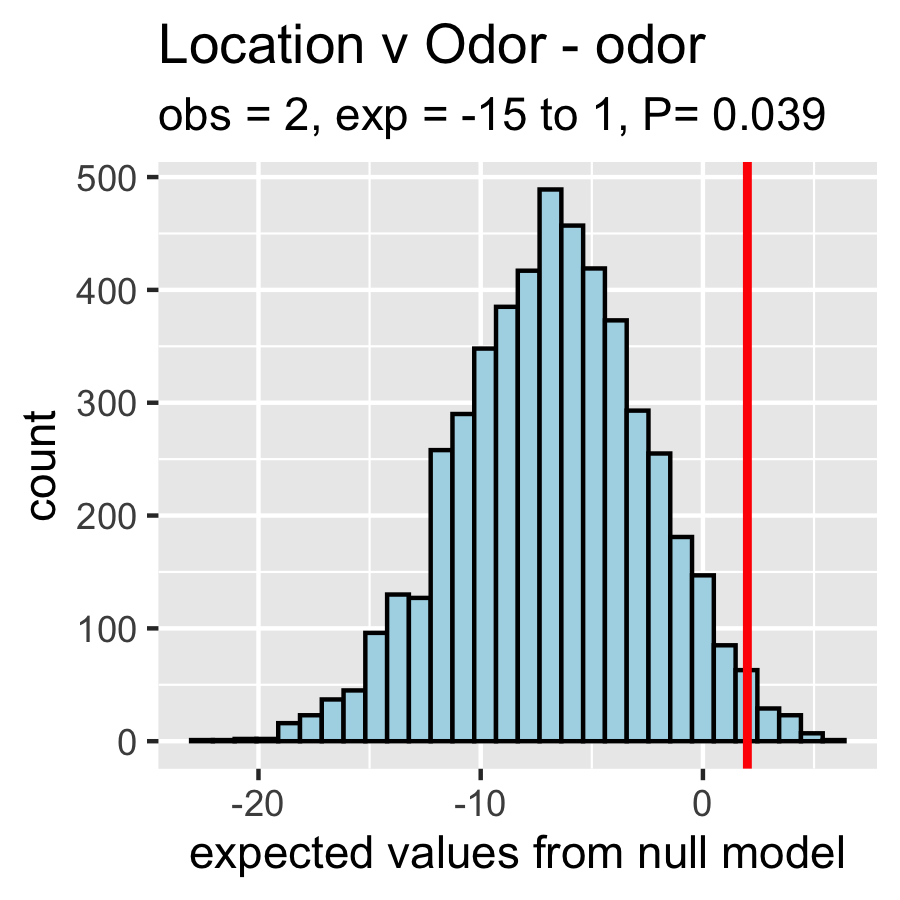 Location v Odor - odor
obs = 2, exp = -15 to 1, P= 0.039
500
400
300
200
100
0
count
-20
-10
0
expected values from null model